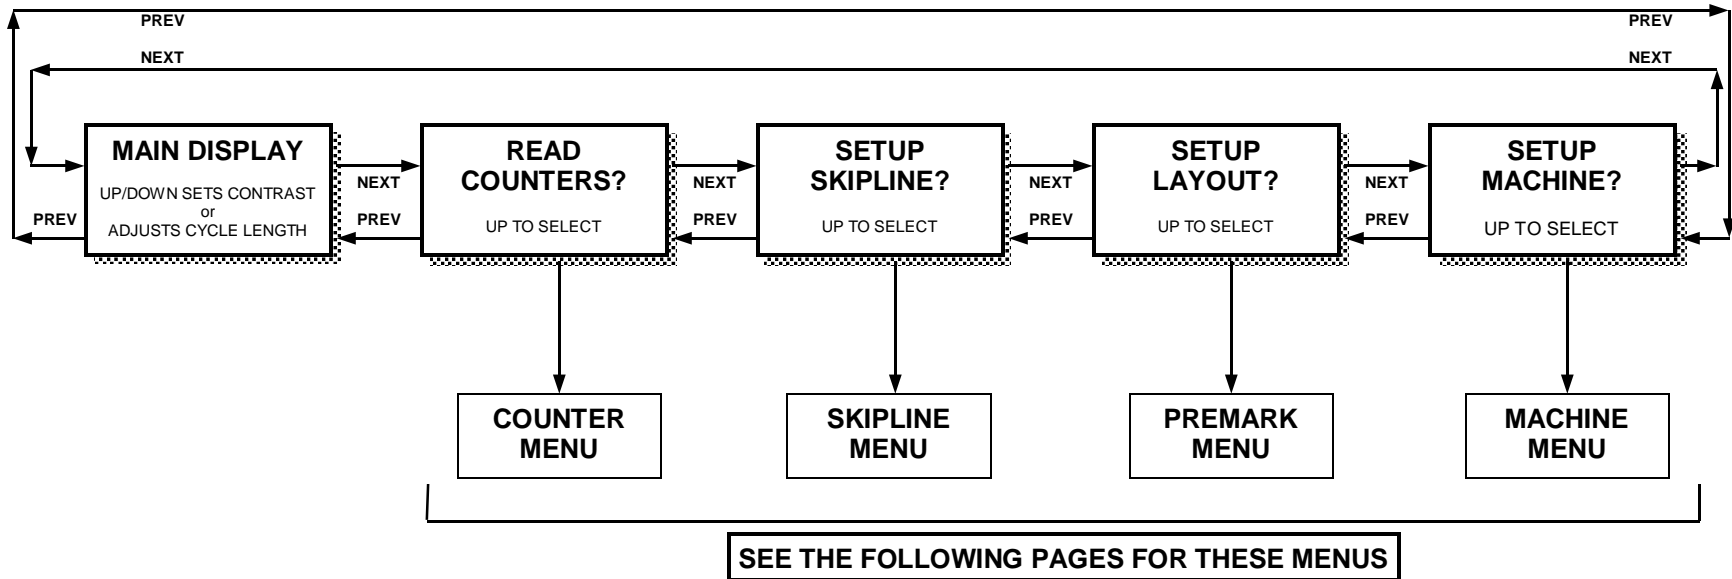 PREV
PREV
NEXT
NEXT
MAIN DISPLAY
UP/DOWN SETS CONTRAST
or
ADJUSTS CYCLE LENGTH
PREV
NEXT
PREV
READ
COUNTERS?
UP TO SELECT
NEXT
PREV
SETUP
SKIPLINE?
UP TO SELECT
NEXT
PREV
SETUP
LAYOUT?
UP TO SELECT
NEXT
PREV
SETUP
MACHINE?
UP TO SELECT
COUNTER
MENU
SKIPLINE
MENU
PREMARK
MENU
MACHINE
MENU
SEE THE FOLLOWING PAGES FOR THESE MENUS